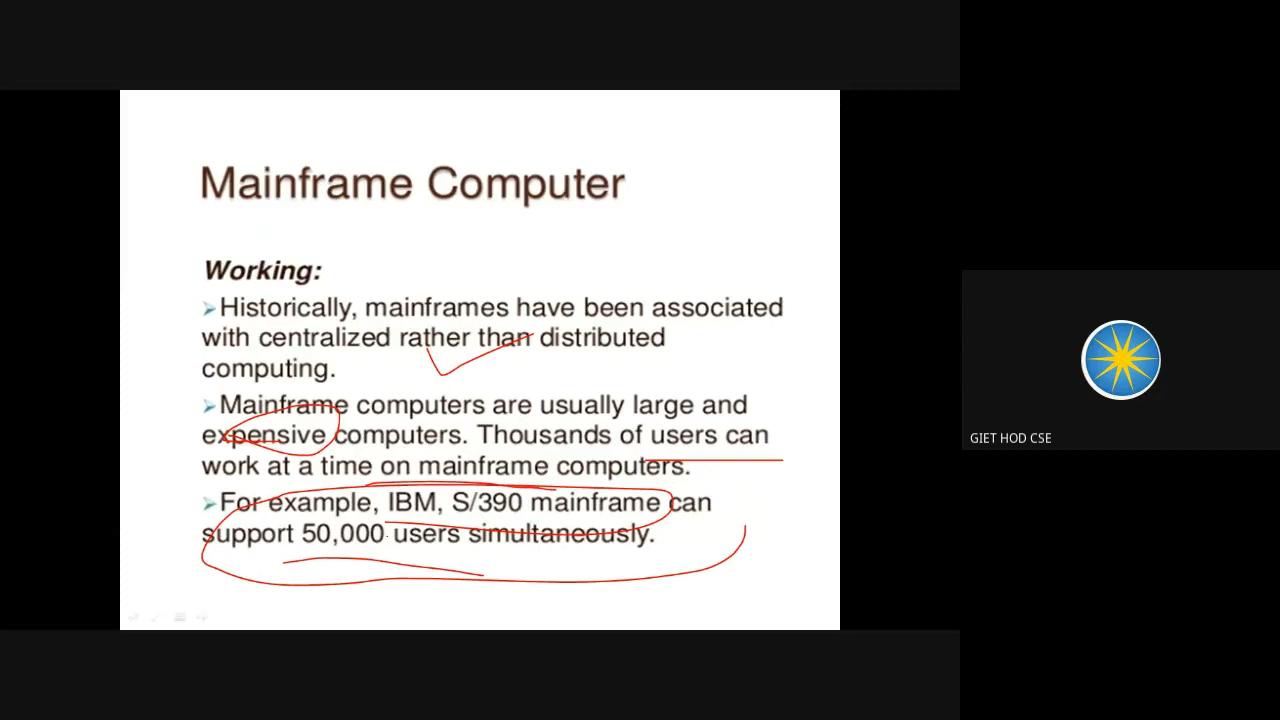 Mainframe Computer
Working:
➢Historically, mainframes have been associated
with centralized rather than distributed
computing.
➢Mainframe computers are usually large and
expensive computers. Thousands of users can
work at a time on mainframe computers.
➢For example, IBM, S/390 mainframe can
support 50,000 users simultaneously.
GIET HOD CSE